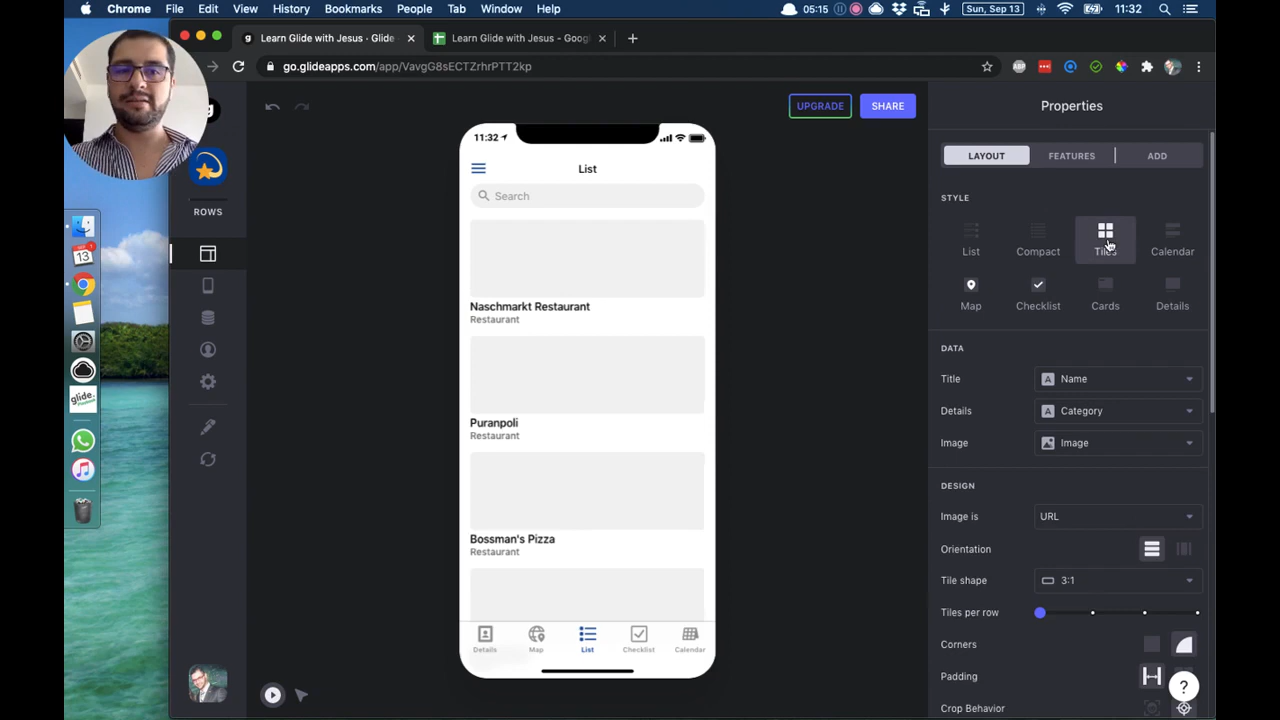 Chrome File Edit View History Bookmarks People Tab Window Help 05:15 Sun, Sep 13 11:32
Learn Glide with Jesus · Glide Learn Glide with Jesus - Goog
go.glideapps.com/app/VavgG8sECTZrhrPTT2kp
UPGRADE SHARE Properties
LAYOUT FEATURES ADD
ROWS
11:32
List
Search
Naschmarkt Restaurant
Restaurant
Puranpoli
Restaurant
Bossman's Pizza
Restaurant
Details Map List Checklist Calendar
STYLE
List Compact Tiles Calendar
Map Checklist Cards Details
DATA
Title Name
Details Category
Image Image
DESIGN
Image is URL
Orientation
Tile shape 3:1
Tiles per row
Corners
Padding
Crop Behavior
?
13
glide